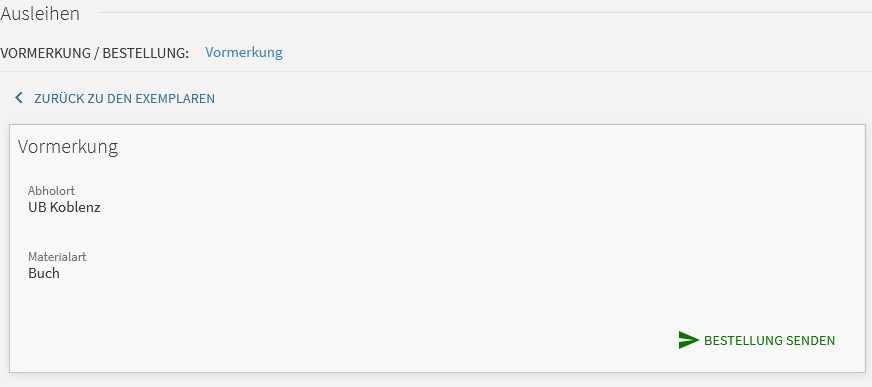 Ausleihen
VORMERKUNG / BESTELLUNG: Vormerkung
ZURÜCK ZU DEN EXEMPLAREN
Vormerkung
Abholort
UB Koblenz
Materialart
Buch
BESTELLUNG SENDEN